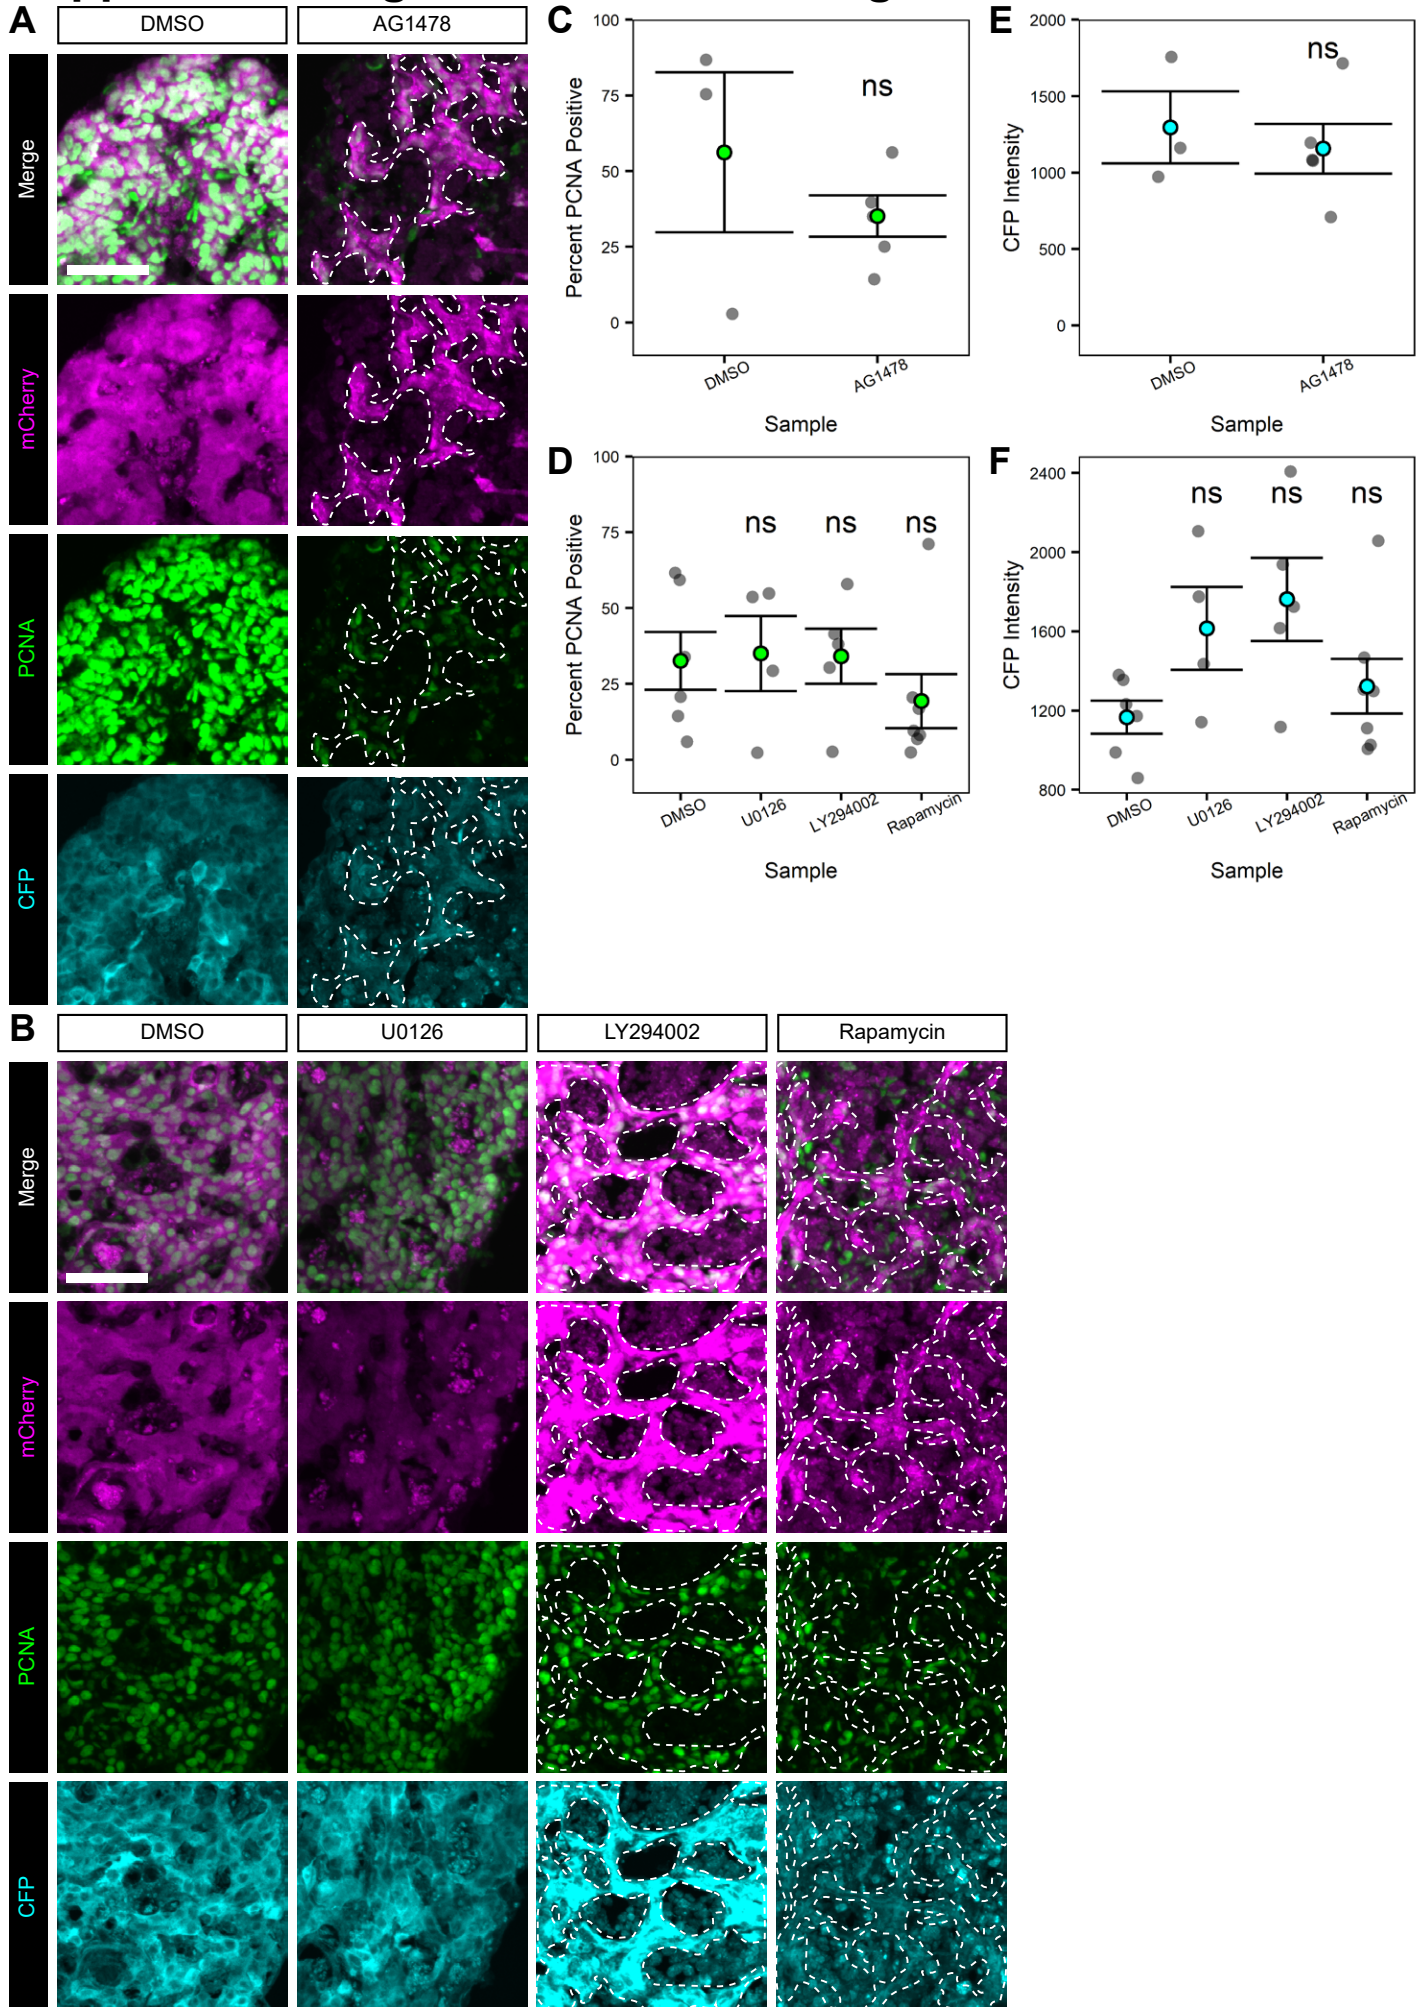 A
DMSO
AG1478
Merge
mCherry
PCNA
CFP
B
DMSO
U0126
LY294002
Rapamycin
Merge
mCherry
PCNA
CFP
C
100
75
50
25
0
Percent PCNA Positive
ns
DMSO
AG1478
Sample
D
100
75
50
25
0
Percent PCNA Positive
ns
ns
ns
DMSO
U0126
LY294002
Rapamycin
Sample
E
2000
1500
1000
500
0
CFP Intensity
ns
DMSO
AG1478
Sample
F
2400
2000
1600
1200
800
CFP Intensity
ns
ns
ns
DMSO
U0126
LY294002
Rapamycin
Sample